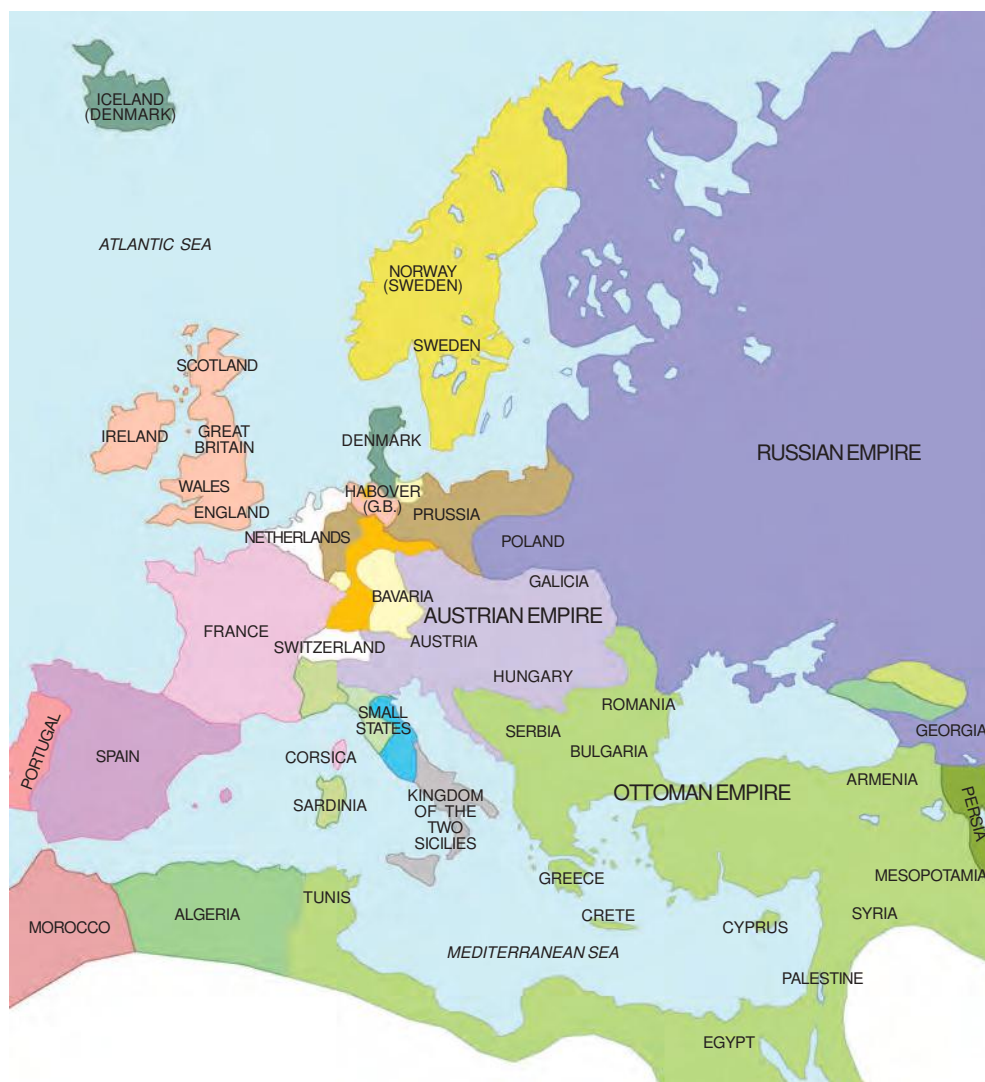 ICELAND
(DENMARK)
ATLANTIC SEA
NORWAY
(SWEDEN)
SWEDEN
SCOTLAND
IRELAND
GREAT
BRITAIN
DENMARK
RUSSIAN EMPIRE
WALES
HABOVER
(G.B.)
ENGLAND
PRUSSIA
NETHERLANDS
POLAND
GALICIA
BAVARIA
AUSTRIAN EMPIRE
FRANCE
AUSTRIA
SWITZERLAND
HUNGARY
ROMANIA
SMALL
STATES
PORTUGAL
SERBIA
GEORGIA
SPAIN
CORSICA
BULGARIA
ARMENIA
OTTOMAN EMPIRE
SARDINIA
KINGDOM
OF THE
TWO
SICILIES
PERSIA
GREECE
MESOPOTAMIA
TUNIS
ALGERIA
CRETE
SYRIA
MOROCCO
CYPRUS
MEDITERRANEAN SEA
PALESTINE
EGYPT